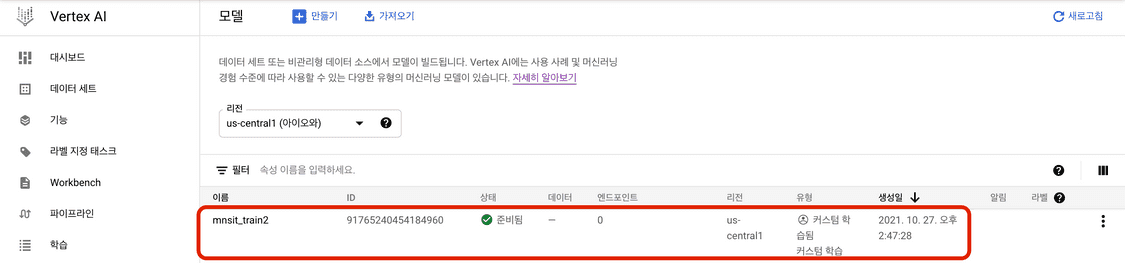 Vertex AI
모델
만들기
가져오기
새로고침
대시보드
데이터 세트
기능
라벨 지정 태스크
Workbench
파이프라인
학습
데이터 세트 또는 비관리형 데이터 소스에서 모델이 빌드됩니다. Vertex AI에는 사용 사례 및 머신러닝
경험 수준에 따라 사용할 수 있는 다양한 유형의 머신러닝 모델이 있습니다. 자세히 알아보기
리전
us-central1 (아이오와)
필터 속성 이름을 입력하세요.
이름 ID 상태 데이터 엔드포인트 리전 유형 생성일 알림 라벨
mnsit_train2 91765240454184960 준비됨 – 0 us- 커스텀 학 2021. 10. 27. 오후
central1 습됨 2:47:28
커스텀 학습